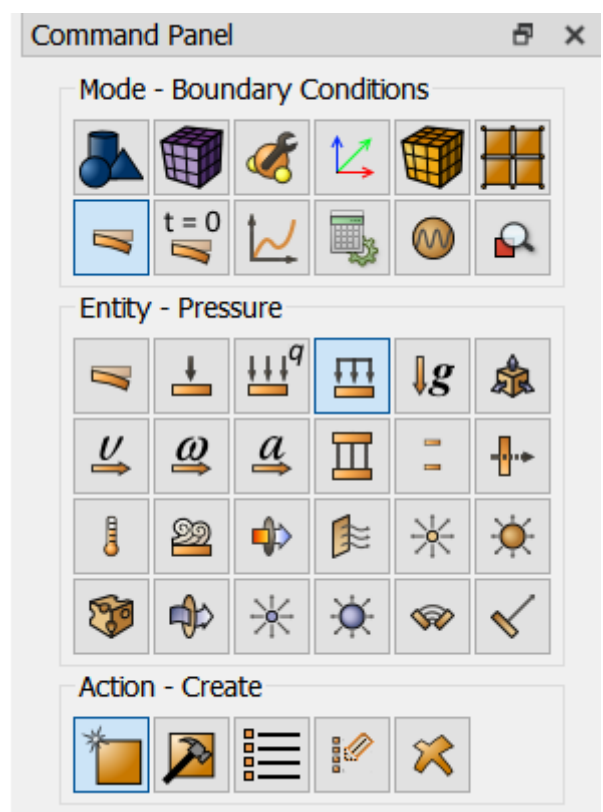 Command Panel
Mode - Boundary Conditions
t = 0
Entity - Pressure
q
g
υ ω a
Action - Create